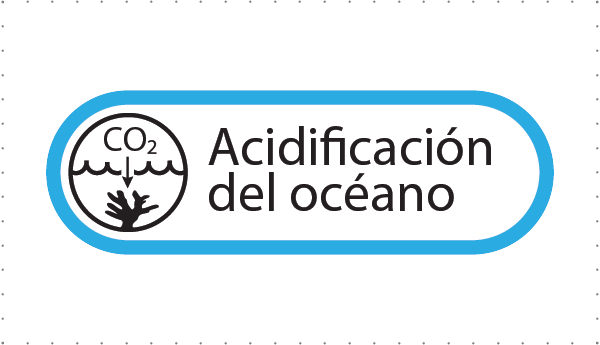 CO₂
Acidificación
del océano